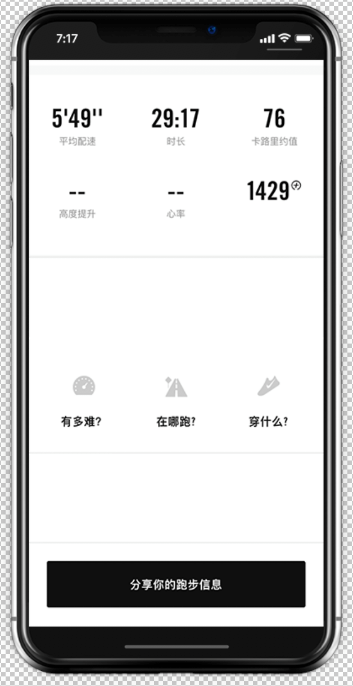 7:17
5'49'' 29:17 76
平均配速 时长 卡路里约值
-- -- 1429
高度提升 心率
有多难? 在哪跑? 穿什么?
分享你的跑步信息